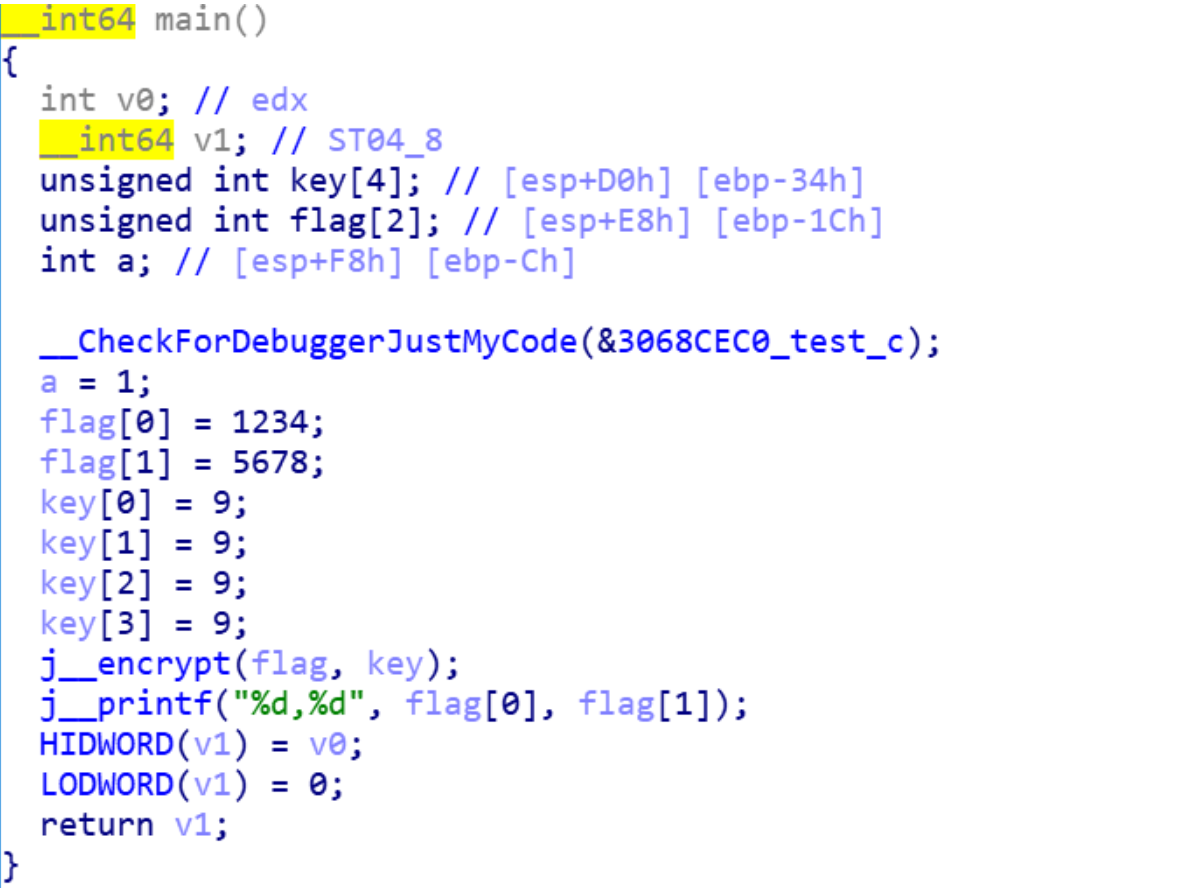 __int64 main()
{
  int v0; // edx
  __int64 v1; // ST04_8
  unsigned int key[4]; // [esp+D0h] [ebp-34h]
  unsigned int flag[2]; // [esp+E8h] [ebp-1Ch]
  int a; // [esp+F8h] [ebp-Ch]

  __CheckForDebuggerJustMyCode(&3068CEC0_test_c);
  a = 1;
  flag[0] = 1234;
  flag[1] = 5678;
  key[0] = 9;
  key[1] = 9;
  key[2] = 9;
  key[3] = 9;
  j__encrypt(flag, key);
  j__printf("%d,%d", flag[0], flag[1]);
  HIDWORD(v1) = v0;
  LODWORD(v1) = 0;
  return v1;
}